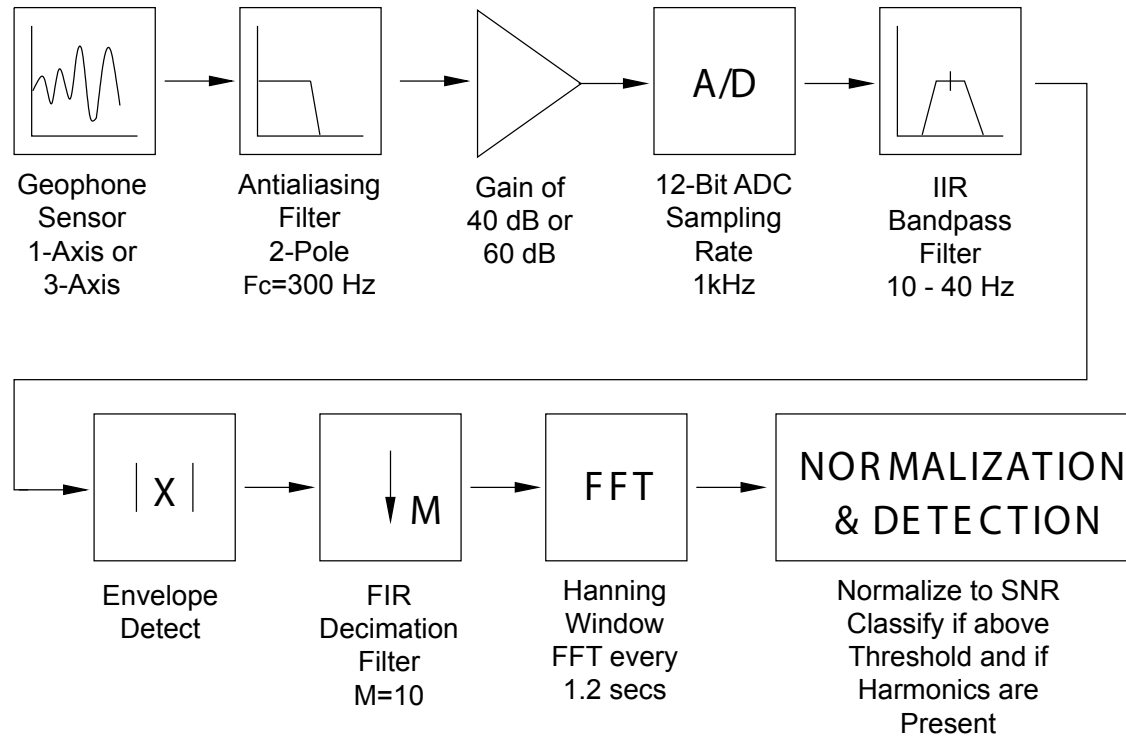 A/D
Geophone
Sensor
1-Axis or
3-Axis
Antialiasing
Filter
2-Pole
Fc=300 Hz
Gain of
40 dB or
60 dB
12-Bit ADC
Sampling
Rate
1kHz
IIR
Bandpass
Filter
10 - 40 Hz
| X |
M
FFT
NORMALIZATION
& DETECTION
Envelope
Detect
FIR
Decimation
Filter
M=10
Hanning
Window
FFT every
1.2 secs
Normalize to SNR
Classify if above
Threshold and if
Harmonics are
Present